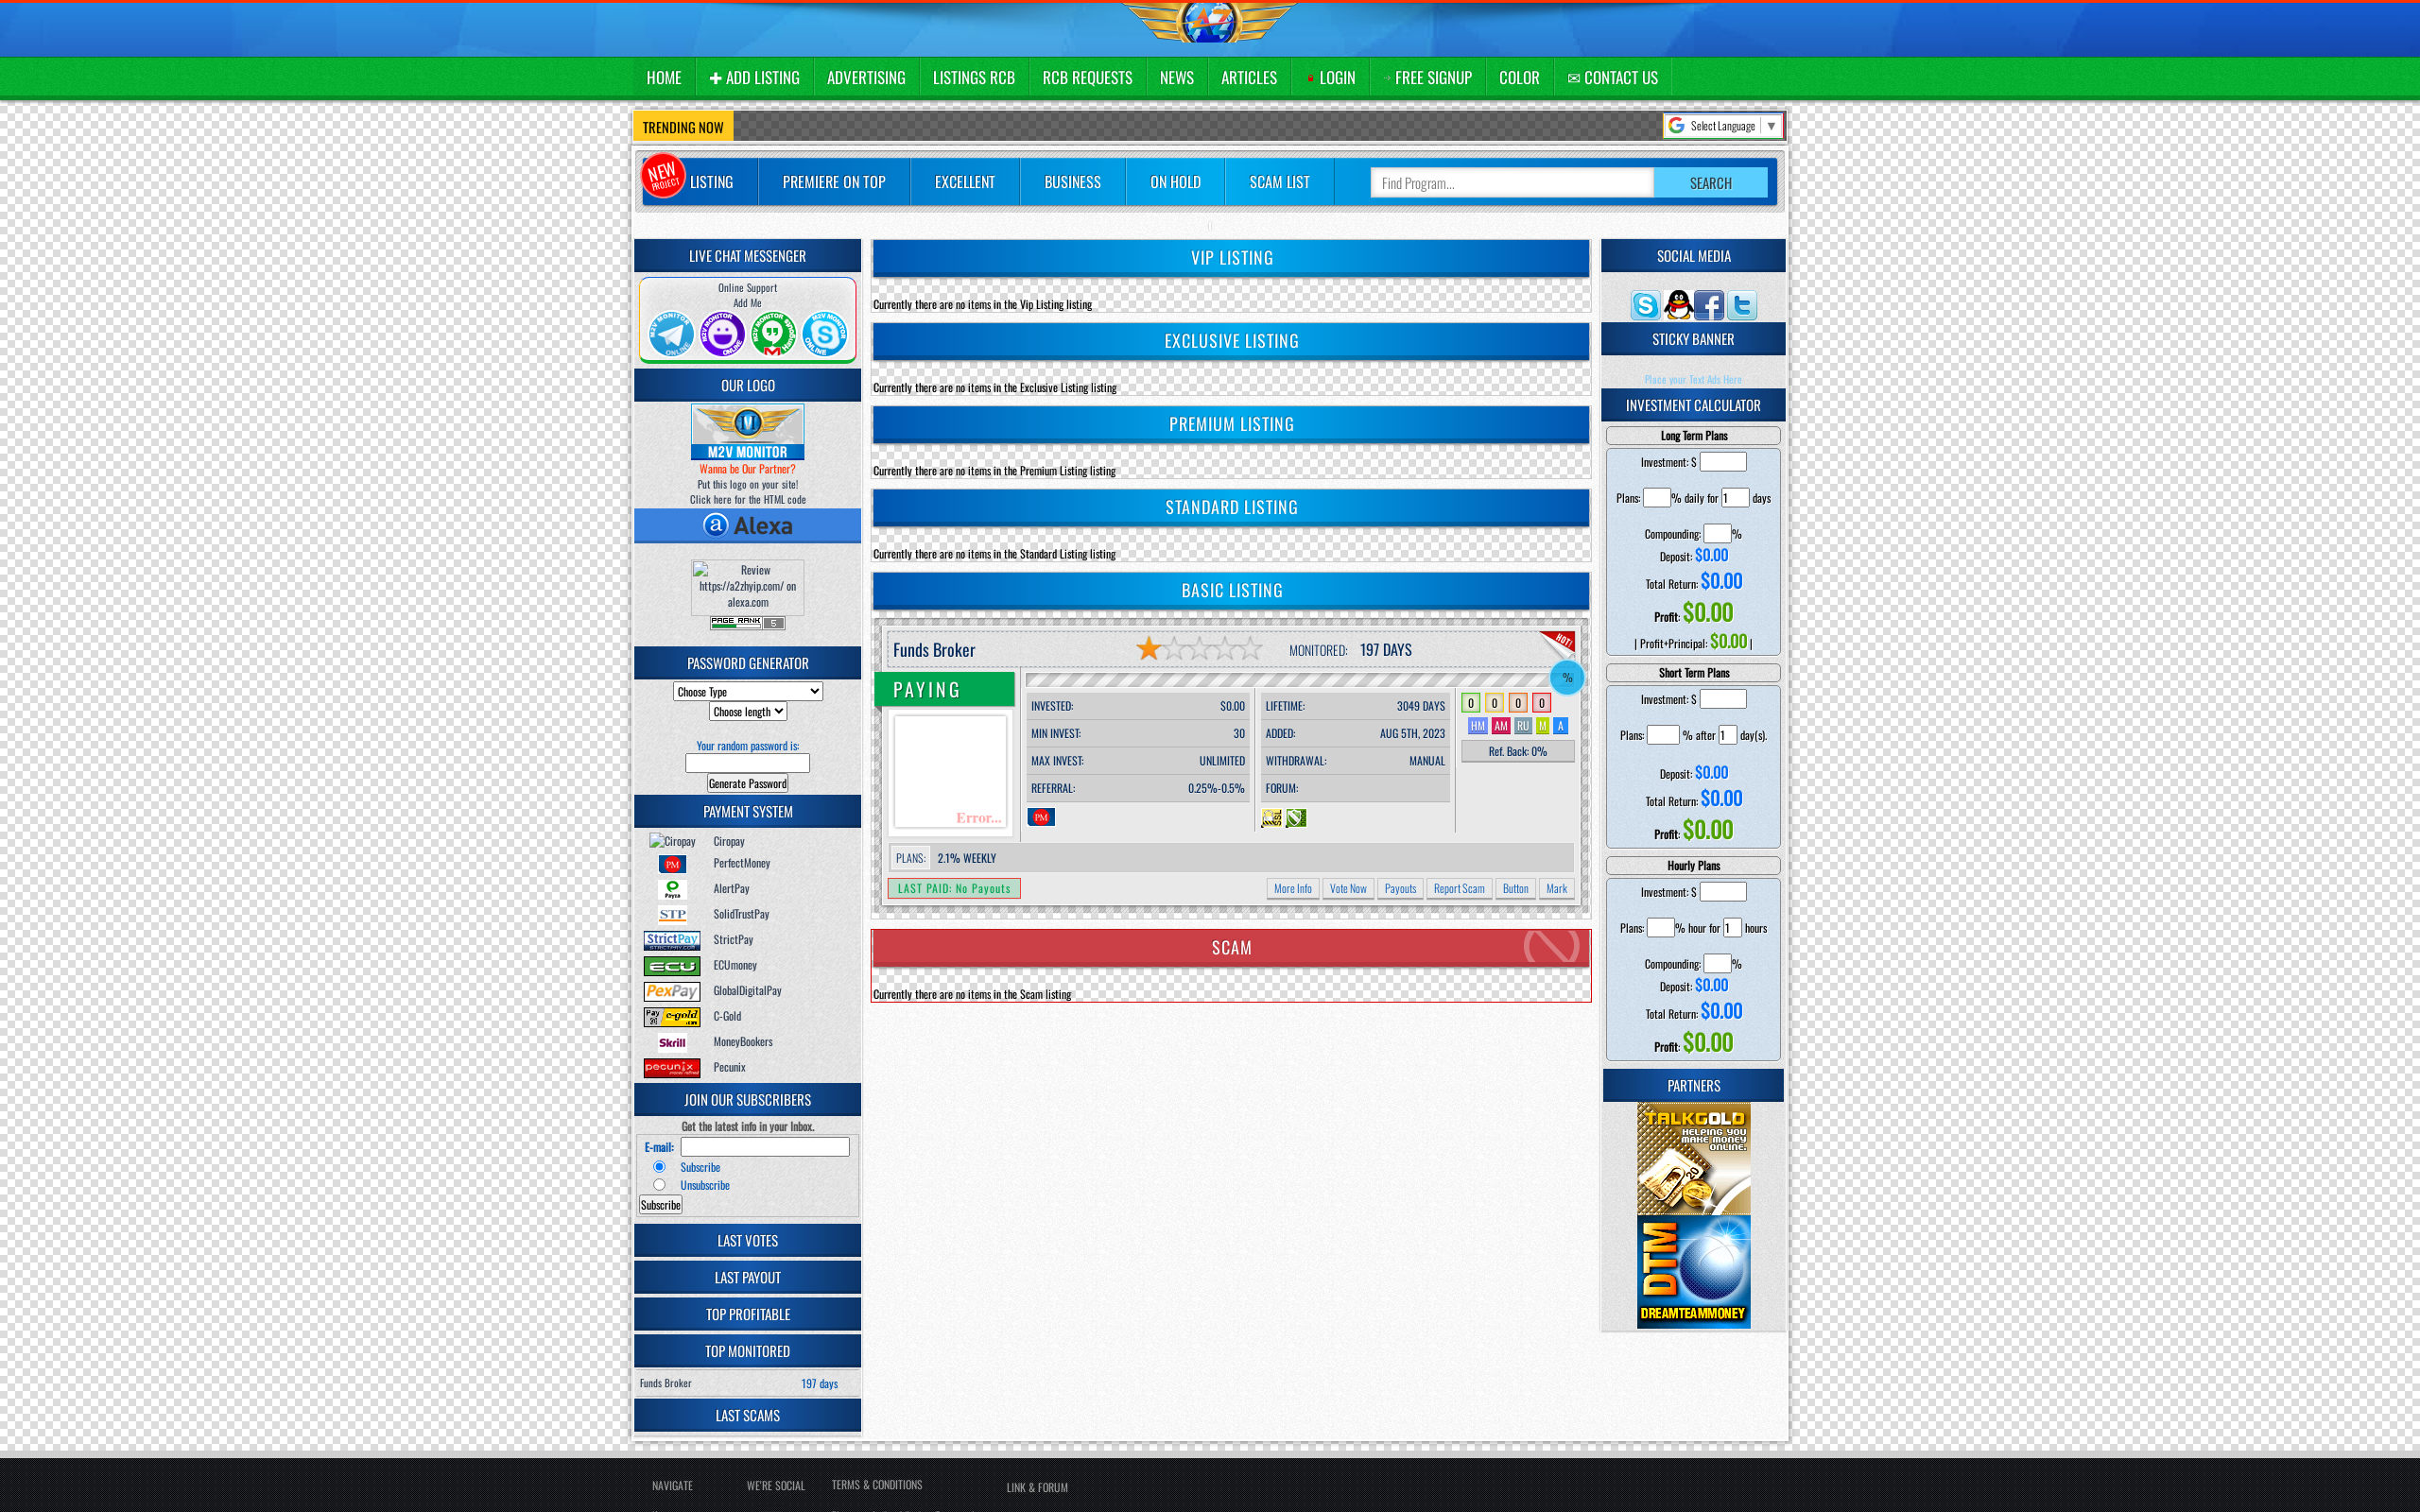 AZ
HOME
✚ ADD LISTING
ADVERTISING
LISTINGS RCB
RCB REQUESTS
NEWS
ARTICLES
LOGIN
FREE SIGNUP
COLOR
✉ CONTACT US
TRENDING NOW
Select Language ▼
NEW PROJECT
LISTING
PREMIERE ON TOP
EXCELLENT
BUSINESS
ON HOLD
SCAM LIST
Find Program...
SEARCH
LIVE CHAT MESSENGER
Online Support
Add Me
OUR LOGO
M2V MONITOR
Wanna be Our Partner?
Put this logo on your site!
Click here for the HTML code
Alexa
Review
https://a2zhyip.com/ on
alexa.com
PAGE RANK 5
PASSWORD GENERATOR
Choose Type
Choose length
Your random password is:
Generate Password
PAYMENT SYSTEM
Ciropay Ciropay
PM PerfectMoney
Paysa AlertPay
STP SolidTrustPay
StrictPay StrictPay
ECU ECUmoney
PexPay GlobalDigitalPay
Pay c-gold C-Gold
Skrill MoneyBookers
pecunix Pecunix
JOIN OUR SUBSCRIBERS
Get the latest info in your Inbox.
E-mail:
Subscribe
Unsubscribe
Subscribe
LAST VOTES
LAST PAYOUT
TOP PROFITABLE
TOP MONITORED
Funds Broker 197 days
LAST SCAMS
VIP LISTING
Currently there are no items in the Vip Listing listing
EXCLUSIVE LISTING
Currently there are no items in the Exclusive Listing listing
PREMIUM LISTING
Currently there are no items in the Premium Listing listing
STANDARD LISTING
Currently there are no items in the Standard Listing listing
BASIC LISTING
Funds Broker
MONITORED: 197 DAYS
HOT!
%
PAYING
Error...
INVESTED: $0.00
MIN INVEST: 30
MAX INVEST: UNLIMITED
REFERRAL: 0.25%-0.5%
PM
LIFETIME: 3049 DAYS
ADDED: AUG 5TH, 2023
WITHDRAWAL: MANUAL
FORUM:
SSL
0 0 0 0
HM AM RU M A
Ref. Back: 0%
PLANS: 2.1% WEEKLY
LAST PAID: No Payouts
More Info
Vote Now
Payouts
Report Scam
Button
Mark
SCAM
Currently there are no items in the Scam listing
SOCIAL MEDIA
STICKY BANNER
Place your Text Ads Here
INVESTMENT CALCULATOR
Long Term Plans
Investment: $
Plans: % daily for 1 days
Compounding: %
Deposit: $0.00
Total Return: $0.00
Profit: $0.00
| Profit+Principal: $0.00 |
Short Term Plans
Investment: $
Plans: % after 1 day(s).
Deposit: $0.00
Total Return: $0.00
Profit: $0.00
Hourly Plans
Investment: $
Plans: % hour for 1 hours
Compounding: %
Deposit: $0.00
Total Return: $0.00
Profit: $0.00
PARTNERS
TALKGOLD
HELPING YOU
MAKE MONEY
ONLINE.
20
DTM
DREAMTEAMMONEY
NAVIGATE
WE'RE SOCIAL
TERMS & CONDITIONS
LINK & FORUM